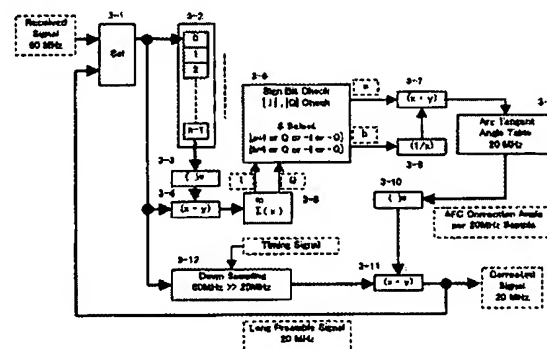 3-1
3-2
Received
Signal
60 MHz
Sel
0
1
2
3-6
Sign Bit Check
|I|, |Q| Check
& Select
a
b
3-7
(x・y)
(1/x)
3-8
Arc Tangent
Angle Table
20 MHz
3-3
( )*
3-4
(x・y)
I
Q
Σ(x)
3-5
3-10
( )*
AFC Correction Angle
per 20MHz Sample
Timing Signal
3-12
Down Sampling
60MHz >> 20MHz
3-11
(x・y)
Corrected
Signal
20 MHz
Long Preamble Signal
20 MHz